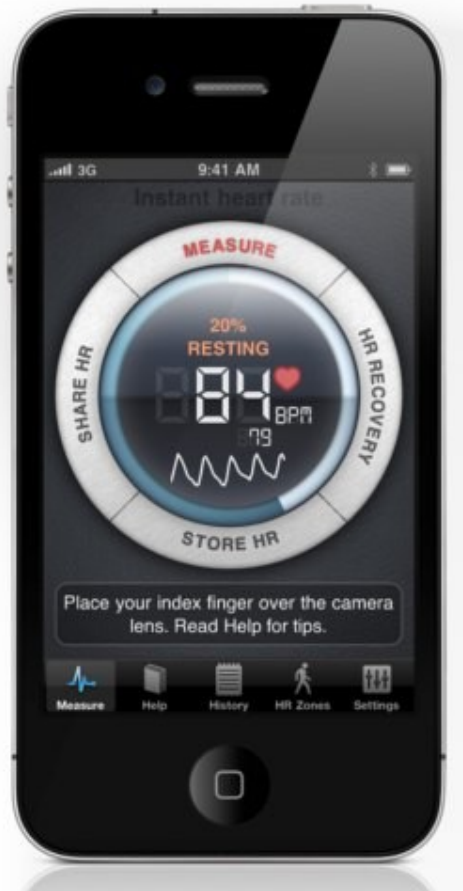 3G 9:41 AM
Instant heart rate
MEASURE
SHARE HR
HR RECOVERY
20%
RESTING
84 BPM
79
STORE HR
Place your index finger over the camera
lens. Read Help for tips.
Measure Help History HR Zones Settings